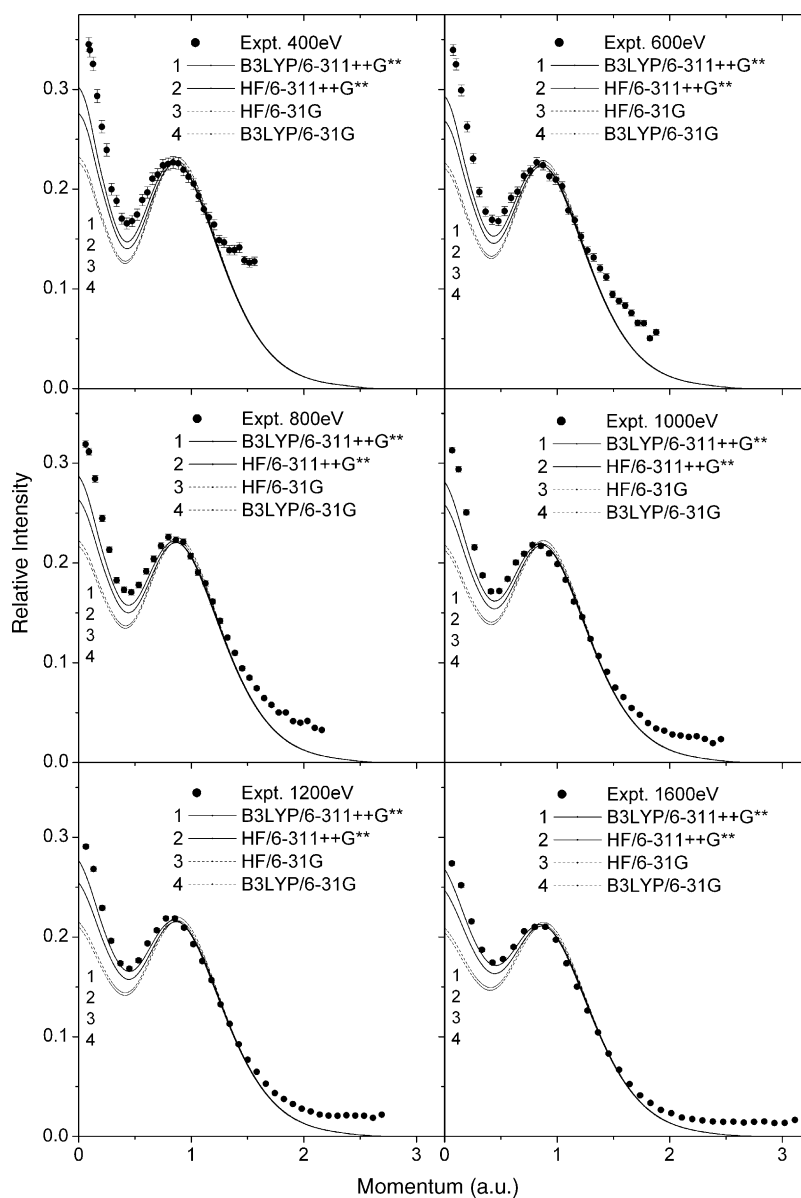 Expt. 400eV
1 B3LYP/6-311++G**
2 HF/6-311++G**
3 HF/6-31G
4 B3LYP/6-31G
0.3
0.2
0.1
0.0
1
2
3
4
Expt. 600eV
1 B3LYP/6-311++G**
2 HF/6-311++G**
3 HF/6-31G
4 B3LYP/6-31G
1
2
3
4
Relative Intensity
Expt. 800eV
1 B3LYP/6-311++G**
2 HF/6-311++G**
3 HF/6-31G
4 B3LYP/6-31G
0.3
0.2
0.1
0.0
1
2
3
4
Expt. 1000eV
1 B3LYP/6-311++G**
2 HF/6-311++G**
3 HF/6-31G
4 B3LYP/6-31G
1
2
3
4
Expt. 1200eV
1 B3LYP/6-311++G**
2 HF/6-311++G**
3 HF/6-31G
4 B3LYP/6-31G
0.3
0.2
0.1
0.0
1
2
3
4
Expt. 1600eV
1 B3LYP/6-311++G**
2 HF/6-311++G**
3 HF/6-31G
4 B3LYP/6-31G
1
2
3
4
0 1 2 3 0 1 2 3
Momentum (a.u.)